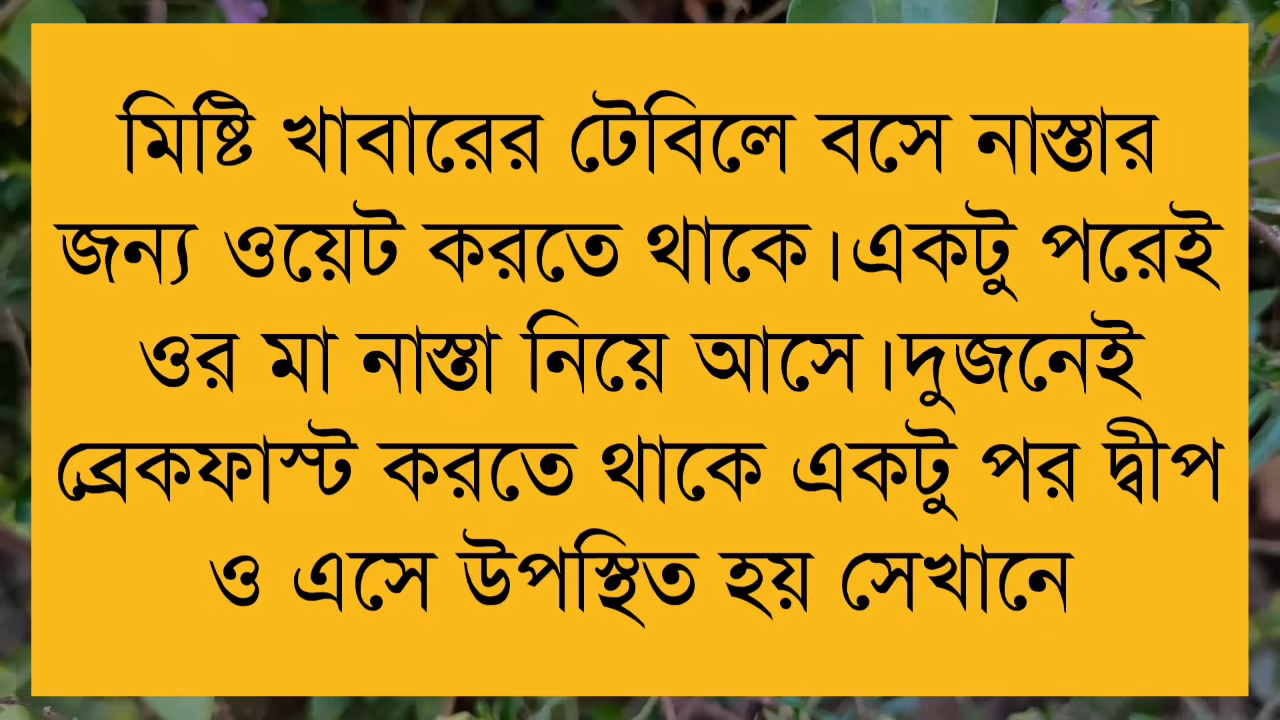 মিষ্টি খাবারের টেবিলে বসে নাস্তার
জন্য ওয়েট করতে থাকে।একটু পরেই
ওর মা নাস্তা নিয়ে আসে।দুজনেই
ব্রেকফাস্ট করতে থাকে একটু পর দ্বীপ
ও এসে উপস্থিত হয় সেখানে